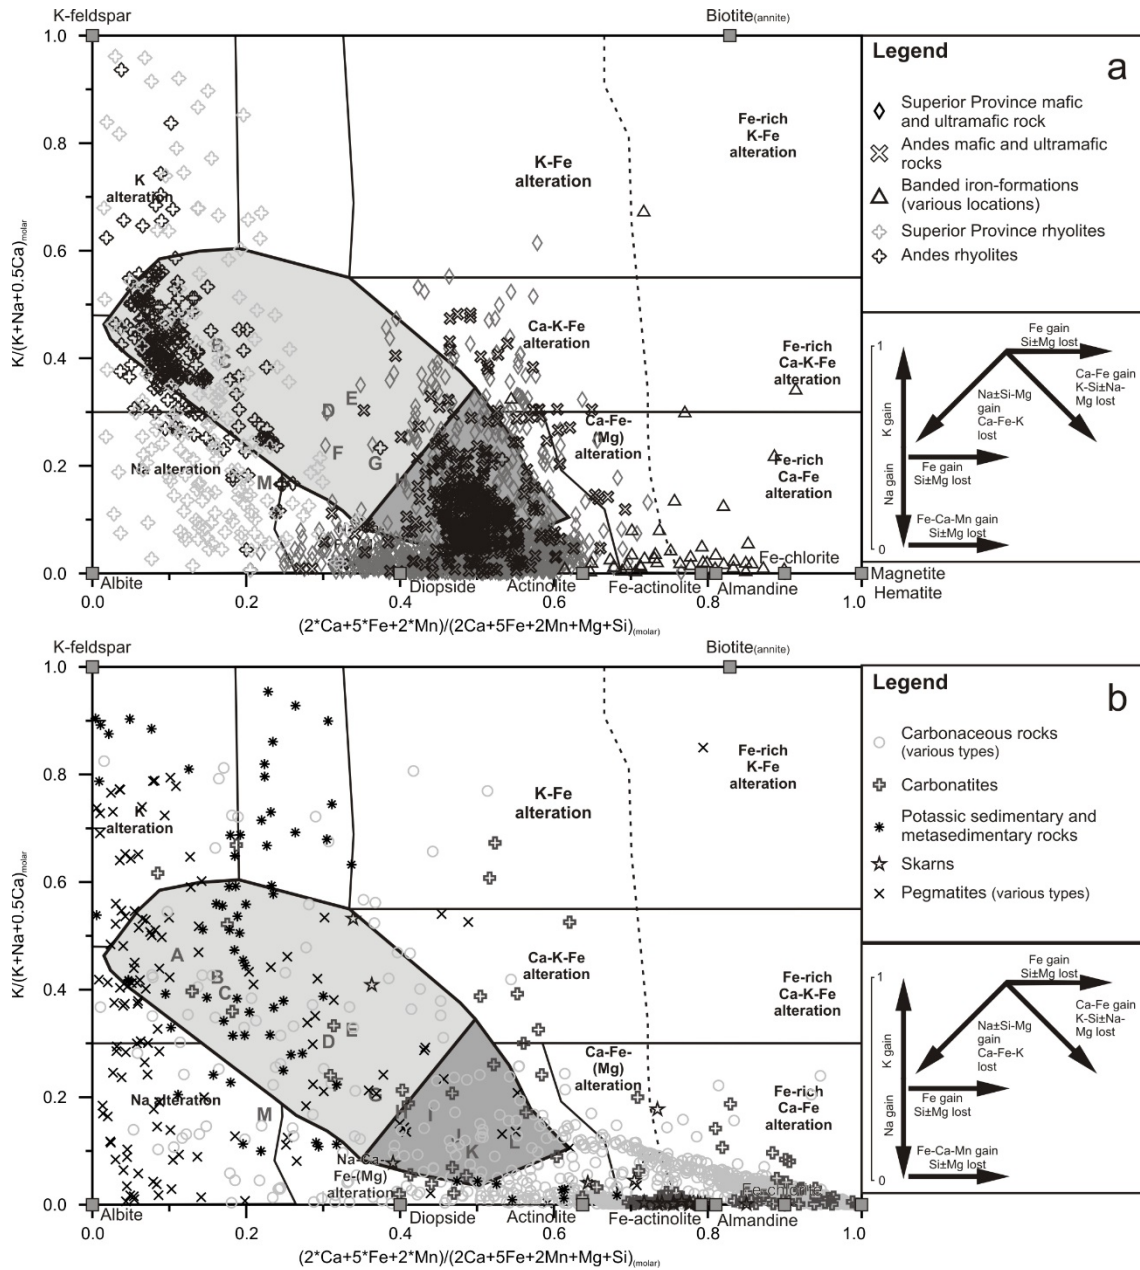 K-feldspar
Biotite(annite)
a
Legend
Superior Province mafic
and ultramafic rock
Andes mafic and ultramafic
rocks
Banded iron-formations
(various locations)
Superior Province rhyolites
Andes rhyolites
1.0
0.8
0.6
0.4
0.2
0.0
K/(K+Na+0.5Ca)molar
K
alteration
K-Fe
alteration
Fe-rich
K-Fe
alteration
Ca-K-Fe
alteration
Fe-rich
Ca-K-Fe
alteration
Ca-Fe-
(Mg)
alteration
Fe-rich
Ca-Fe
alteration
Na alteration
B
C
D
E
F
G
H
M
Fe-chlorite
Albite
Diopside
Actinolite
Fe-actinolite
Almandine
Magnetite
Hematite
0.0
0.2
0.4
0.6
0.8
1.0
(2*Ca+5*Fe+2*Mn)/(2Ca+5Fe+2Mn+Mg+Si)(molar)
1
0
K gain
Na gain
Fe gain
Si±Mg lost
Ca-Fe gain
K-Si±Na-
Mg lost
Na±Si-Mg
gain
Ca-Fe-K
lost
Fe gain
Si±Mg lost
Fe-Ca-Mn gain
Si±Mg lost
K-feldspar
Biotite(annite)
b
Legend
Carbonaceous rocks
(various types)
Carbonatites
Potassic sedimentary and
metasedimentary rocks
Skarns
Pegmatites (various types)
1.0
0.8
0.6
0.4
0.2
0.0
K/(K+Na+0.5Ca)molar
K
alteration
K-Fe
alteration
Fe-rich
K-Fe
alteration
Ca-K-Fe
alteration
Fe-rich
Ca-K-Fe
alteration
Ca-Fe-
(Mg)
alteration
Fe-rich
Ca-Fe
alteration
Na alteration
Na-Ca-
Fe-(Mg)
alteration
A
B
C
D
E
G
H
I
J
K
L
M
Fe-chlorite
Albite
Diopside
Actinolite
Fe-actinolite
Almandine
0.0
0.2
0.4
0.6
0.8
1.0
(2*Ca+5*Fe+2*Mn)/(2Ca+5Fe+2Mn+Mg+Si)(molar)
1
0
K gain
Na gain
Fe gain
Si±Mg lost
Ca-Fe gain
K-Si±Na-
Mg lost
Na±Si-Mg
gain
Ca-Fe-K
lost
Fe gain
Si±Mg lost
Fe-Ca-Mn gain
Si±Mg lost